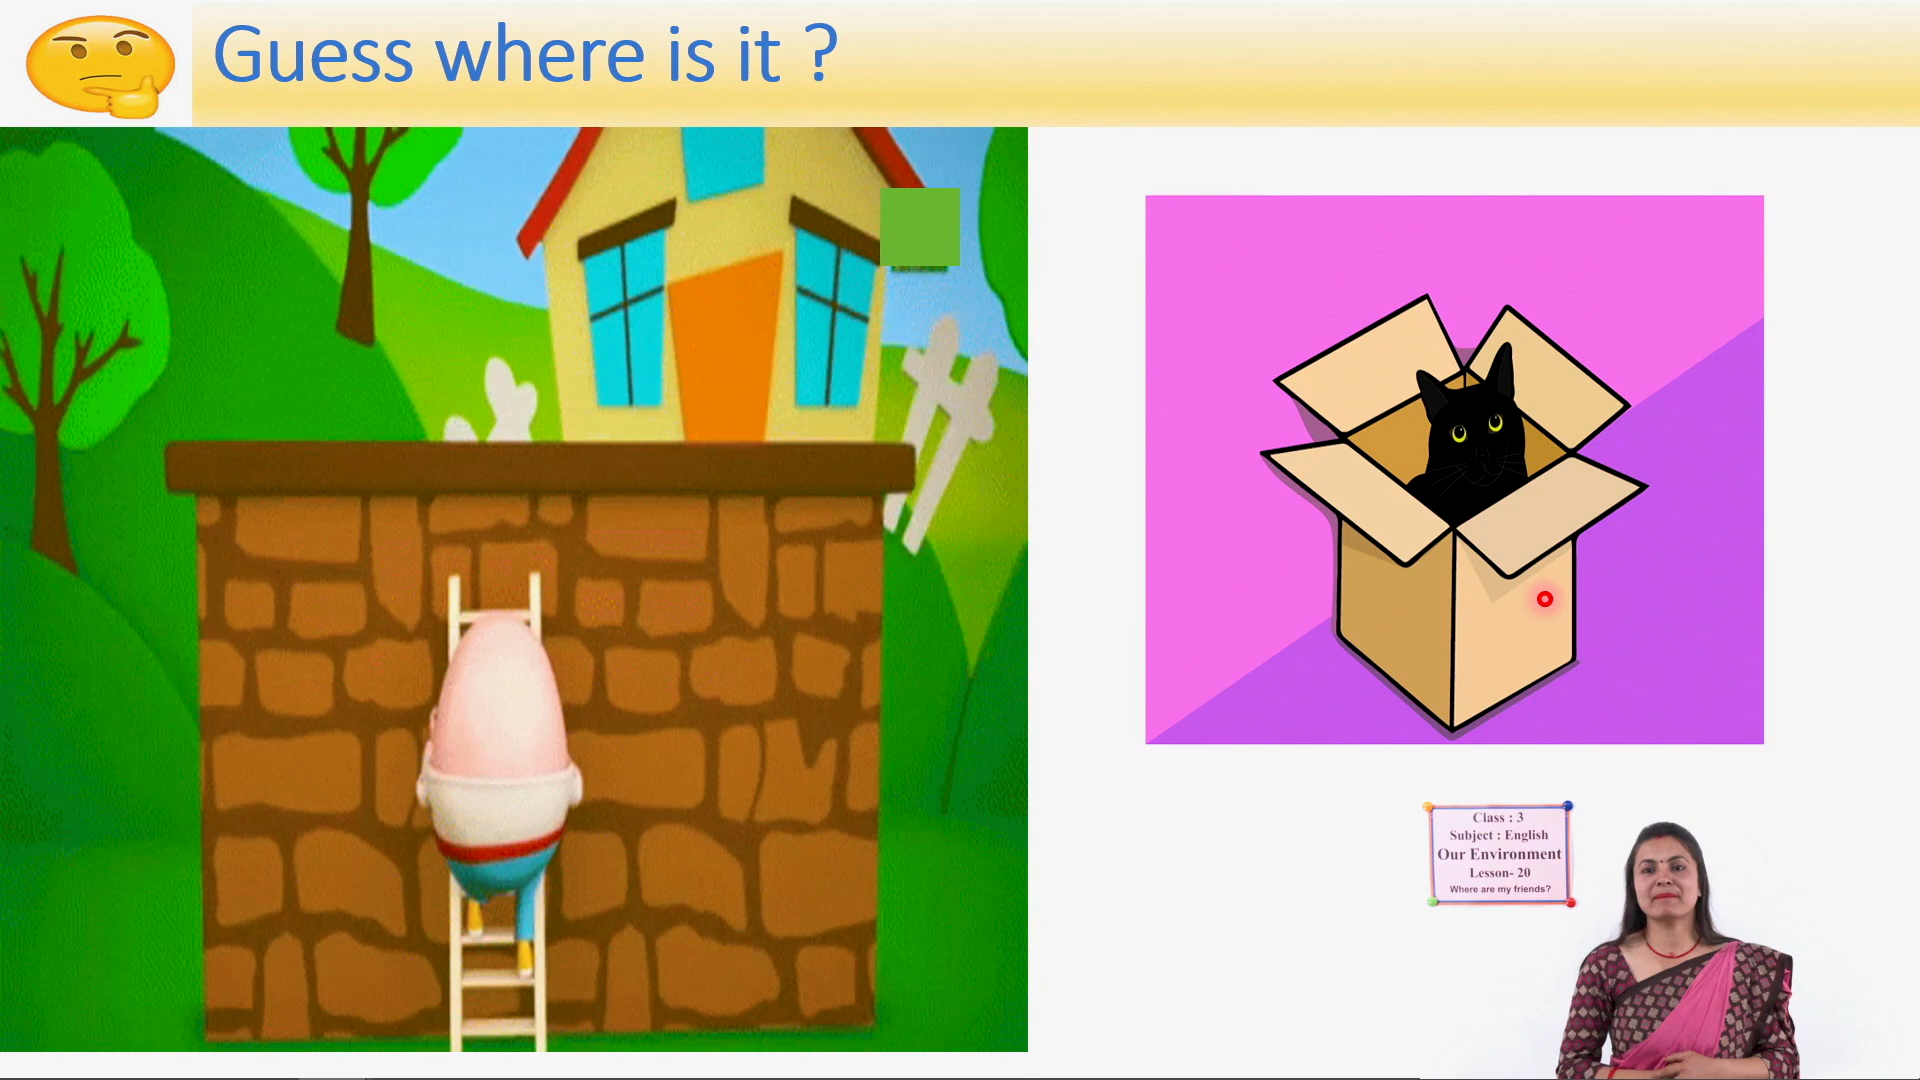 Guess where is it ?
Class : 3
Subject : English
Our Environment
Lesson- 20
Where are my friends?